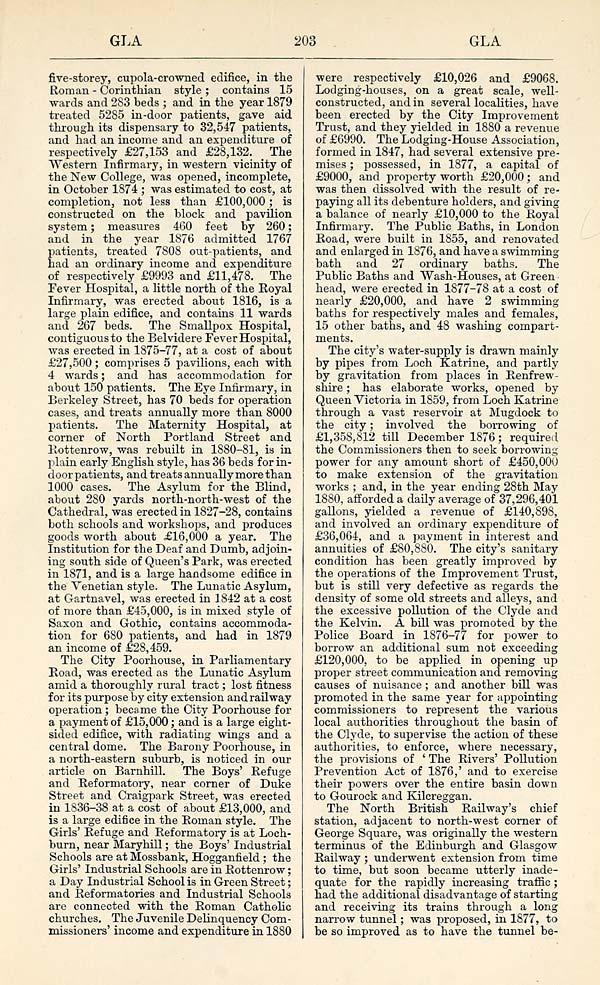 GLA 203 GLA
five-storey, cupola-crowned edifice, in the
Roman - Corinthian style ; contains 15
wards and 283 beds ; and in the year 1879
treated 5285 in-door patients, gave aid
through its dispensary to 32,547 patients,
and had an income and an expenditure of
respectively £27,153 and £28,132. The
Western Infirmary, in western vicinity of
the New College, was opened, incomplete,
in October 1874 ; was estimated to cost, at
completion, not less than £100,000 ; is
constructed on the block and pavilion
system ; measures 460 feet by 260 ;
and in the year 1876 admitted 1767
patients, treated 7808 out-patients, and
had an ordinary income and expenditure
of respectively £9993 and £11,478. The
Fever Hospital, a little north of the Royal
Infirmary, was erected about 1816, is a
large plain edifice, and contains 11 wards
and 267 beds. The Smallpox Hospital,
contiguous to the Belvidere Fever Hospital,
was erected in 1875-77, at a cost of about
£27,500 ; comprises 5 pavilions, each with
4 wards ; and has accommodation for
about 150 patients. The Eye Infirmary, in
Berkeley Street, has 70 beds for operation
cases, and treats annually more than 8000
patients. The Maternity Hospital, at
corner of North Portland Street and
Rottenrow, was rebuilt in 1880-81, is in
plain early English style, has 36 beds for in-
door patients, and treats annually more than
1000 cases. The Asylum for the Blind,
about 280 yards north-north-west of the
Cathedral, was erected in 1827-28, contains
both schools and workshops, and produces
goods worth about £16,000 a year. The
Institution for the Deaf and Dumb, adjoin-
ing south side of Queen's Park, was erected
in 1871, and is a large handsome edifice in
the Venetian style. The Lunatic Asylum,
at Gartnavel, was erected in 1842 at a cost
of more than £45,000, is in mixed style of
Saxon and Gothic, contains accommoda-
tion for 680 patients, and had in 1879
an income of £28,459.
The City Poorhouse, in Parliamentary
Road, was erected as the Lunatic Asylum
amid a thoroughly rural tract ; lost fitness
for its purpose by city extension and railway
operation ; became the City Poorhouse for
a payment of £15,000 ; and is a large eight-
sided edifice, with radiating wings and a
central dome. The Barony Poorhouse, in
a north-eastern suburb, is noticed in our
article on Barnhill. The Boys' Refuge
and Reformatory, near corner of Duke
Street and Craigpark Street, was erected
in 1836-38 at a cost of about £13,000, and
is a large edifice in the Roman style. The
Girls' Refuge and Reformatory is at Loch-
burn, near Maryhill ; the Boys' Industrial
Schools are at Mossbank, Hogganfield ; the
Girls' Industrial Schools are in Rottenrow ;
a Day Industrial School is in Green Street ;
and Reformatories and Industrial Schools
are connected with the Roman Catholic
churches. The Juvenile Delinquency Com-
missioners' income and expenditure in 1880
were respectively £10,026 and £9068.
Lodging-houses, on a great scale, well-
constructed, and in several localities, have
been erected by the City Improvement
Trust, and they yielded in 1880 a revenue
of £6990. The Lodging-House Association,
formed in 1847, had several extensive pre-
mises ; possessed, in 1877, a capital of
£9000, and property worth £20,000 ; and
was then dissolved with the result of re-
paying all its debenture holders, and giving
a balance of nearly £10,000 to the Royal
Infirmary. The Public Baths, in London
Road, were built in 1855, and renovated
and enlarged in 1876, and have a swimming
bath and 27 ordinary baths. The
Public Baths and Wash-Houses, at Green-
head, were erected in 1877-78 at a cost of
nearly £20,000, and have 2 swimming
baths for respectively males and females,
15 other baths, and 48 washing compart-
ments.
The city's water-supply is drawn mainly
by pipes from Loch Katrine, and partly
by gravitation from places in Renfrew-
shire ; has elaborate works, opened by
Queen Victoria in 1859, from Loch Katrine
through a vast reservoir at Mugdock to
the city ; involved the borrowing of
£1,358,812 till December 1876 ; required
the Commissioners then to seek borrowing
power for any amount short of £450,000
to make extension of the gravitation
works ; and, in the year ending 28th May
1880, afforded a daily average of 37,296,401
gallons, yielded a revenue of £140,898,
and involved an ordinary expenditure of
£36,064, and a payment in interest and
annuities of £80,880. The city's sanitary
condition has been greatly improved by
the operations of the Improvement Trust,
but is still very defective as regards the
density of some old streets and alleys, and
the excessive pollution of the Clyde and
the Kelvin. A bill was promoted by the
Police Board in 1876-77 for power to
borrow an additional sum not exceeding
£120,000, to be applied in opening up
proper street communication and removing
causes of nuisance ; and another bill was
promoted in the same year for appointing
commissioners to represent the various
local authorities throughout the basin of
the Clyde, to supervise the action of these
authorities, to enforce, where necessary,
the provisions of ' The Rivers' Pollution
Prevention Act of 1876,' and to exercise
their powers over the entire basin down
to Gourock and Kilcreggan.
The North British Railway's chief
station, adjacent to north-west corner of
George Square, was originally the western
terminus of the Edinburgh and Glasgow
Railway ; underwent extension from time
to time, but soon became utterly inade-
quate for the rapidly increasing traffic ;
had the additional disadvantage of starting
and receiving its trains through a long
narrow tunnel ; was proposed, in 1877, to
be so improved as to have the tunnel be-